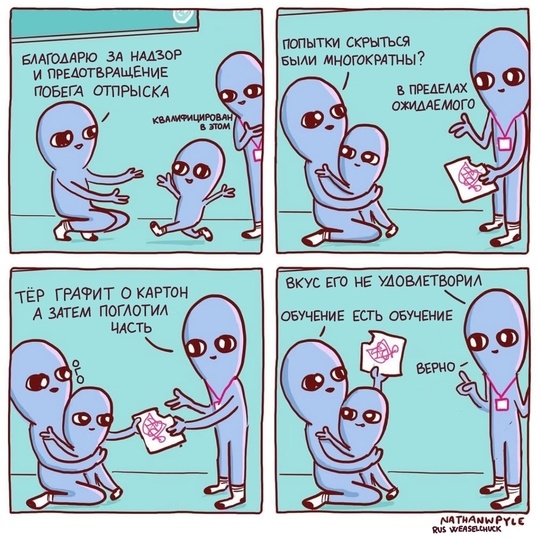 БЛАГОДАРЮ ЗА НАДЗОР
И ПРЕДОТВРАЩЕНИЕ
ПОБЕГА ОТПРЫСКА
КВАЛИФИЦИРОВАН
В ЭТОМ
ПОПЫТКИ СКРЫТЬСЯ
БЫЛИ МНОГОКРАТНЫ?
В ПРЕДЕЛАХ
ОЖИДАЕМОГО
ТЁР ГРАФИТ О КАРТОН
А ЗАТЕМ ПОГЛОТИЛ
ЧАСТЬ
ОГО
ВКУС ЕГО НЕ УДОВЛЕТВОРИЛ
ОБУЧЕНИЕ ЕСТЬ ОБУЧЕНИЕ
ВЕРНО
NATHANWPYLE
RUS WEASELCHUCK